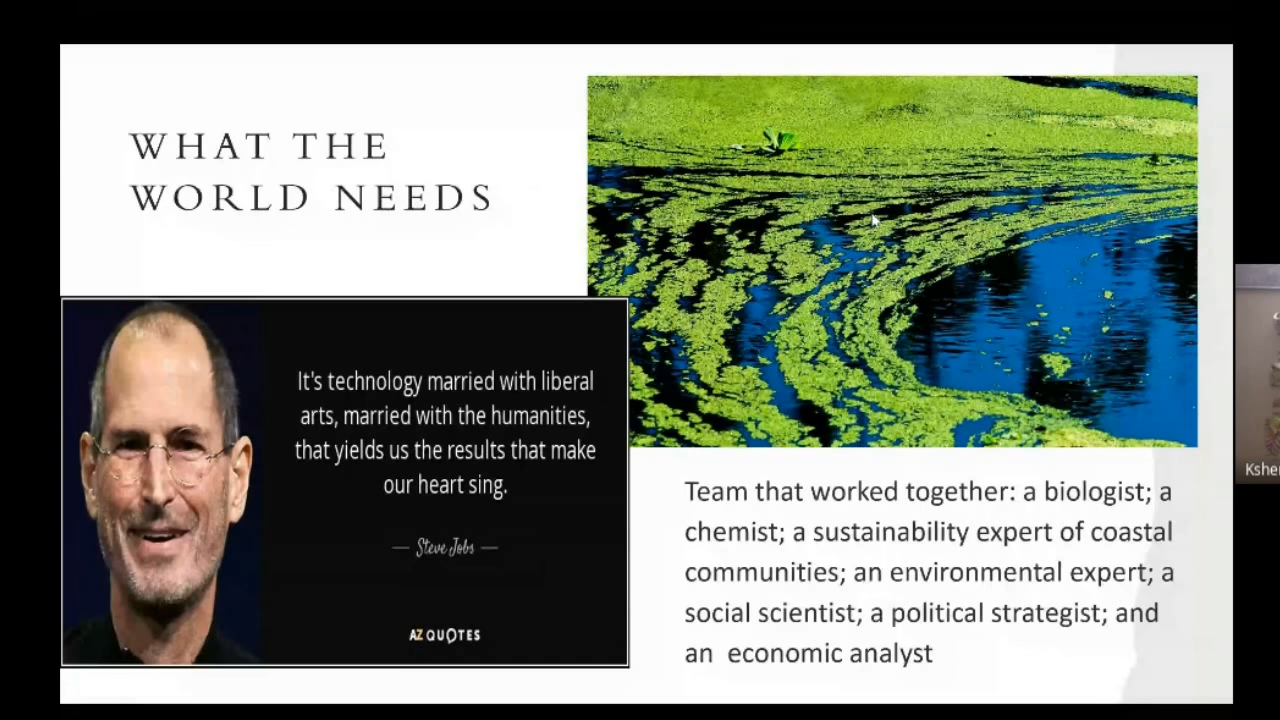 WHAT THE
WORLD NEEDS
It's technology married with liberal
arts, married with the humanities,
that yields us the results that make
our heart sing.
— Steve Jobs —
AZ QUOTES
Team that worked together: a biologist; a
chemist; a sustainability expert of coastal
communities; an environmental expert; a
social scientist; a political strategist; and
an economic analyst